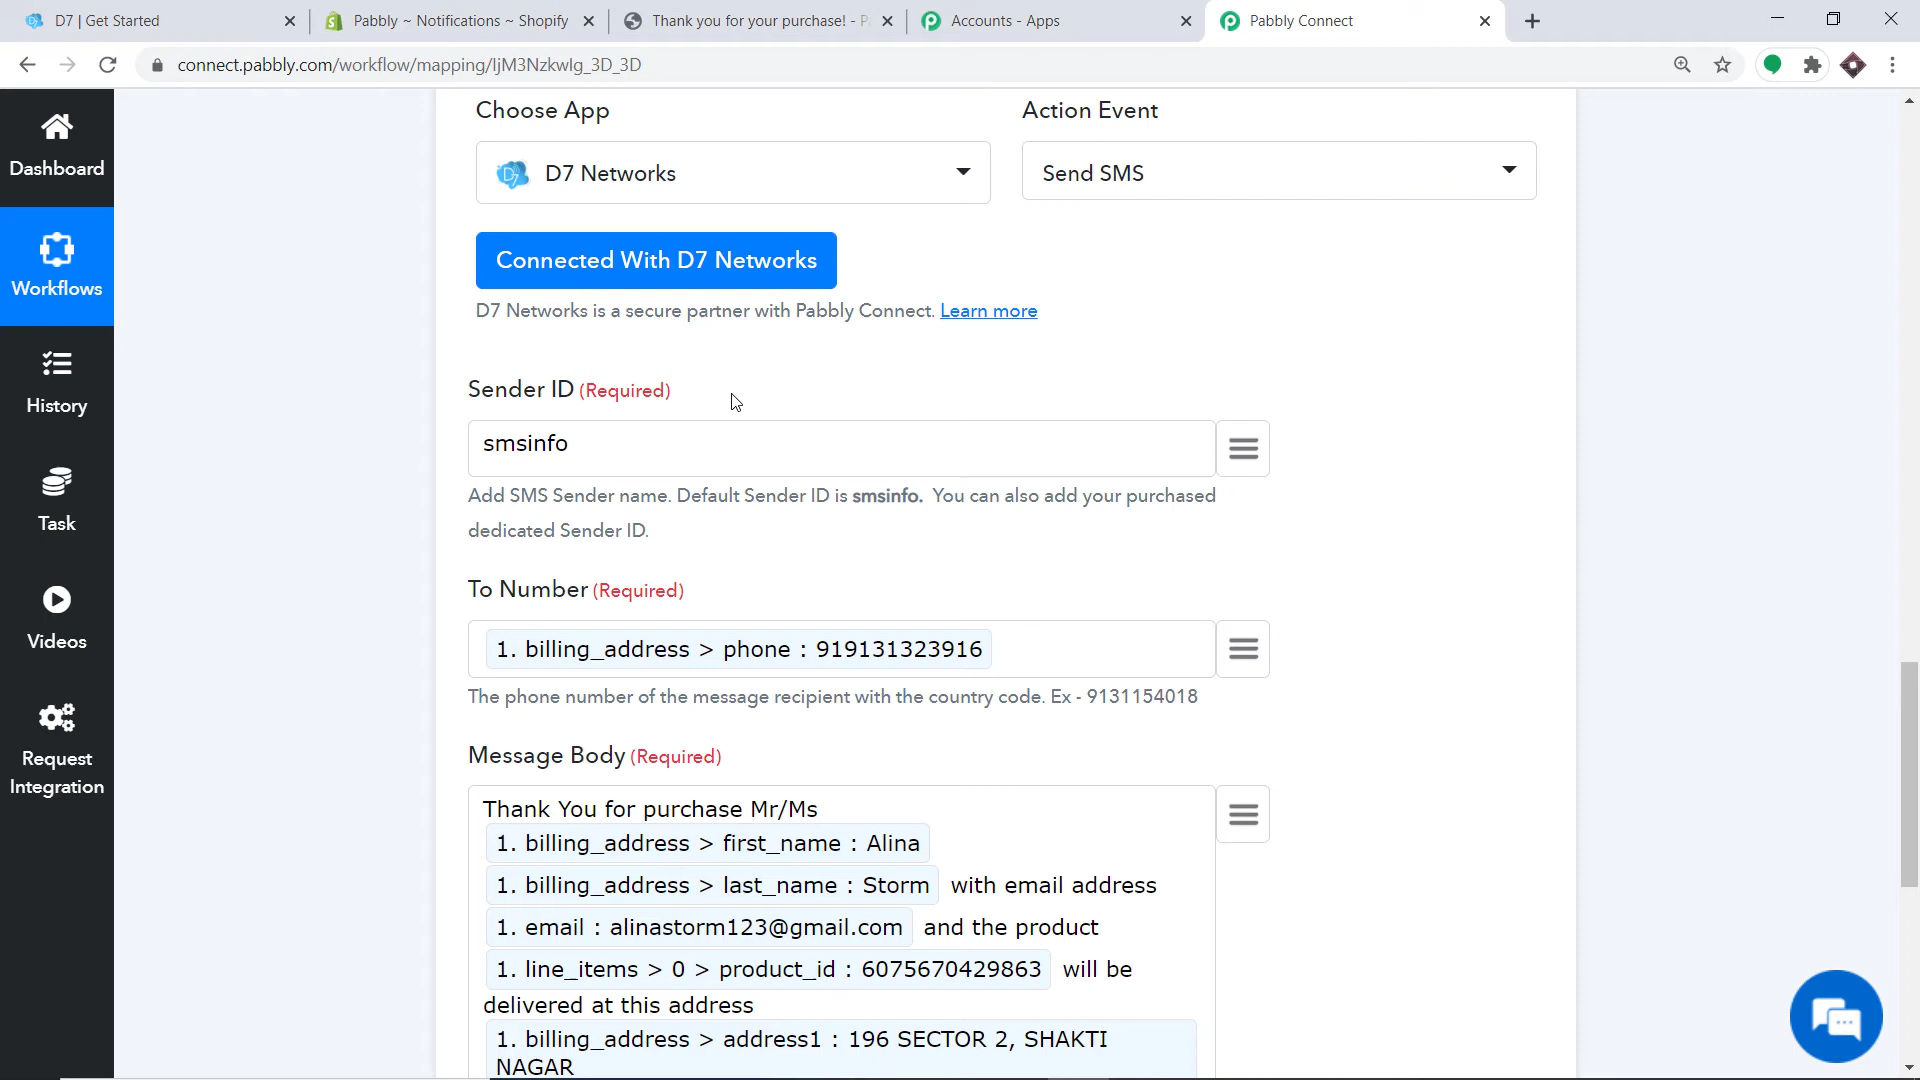 D7 | Get Started
Pabbly ~ Notifications ~ Shopify
Thank you for your purchase! - P
Accounts - Apps
Pabbly Connect
connect.pabbly.com/workflow/mapping/IjM3NzkwIg_3D_3D
Dashboard
Workflows
History
Task
Videos
Request
Integration
Choose App
Action Event
D7 Networks
Send SMS
Connected With D7 Networks
D7 Networks is a secure partner with Pabbly Connect. Learn more
Sender ID (Required)
smsinfo
Add SMS Sender name. Default Sender ID is smsinfo. You can also add your purchased
dedicated Sender ID.
To Number (Required)
1. billing_address > phone : 919131323916
The phone number of the message recipient with the country code. Ex - 9131154018
Message Body (Required)
Thank You for purchase Mr/Ms
1. billing_address > first_name : Alina
1. billing_address > last_name : Storm with email address
1. email : alinastorm123@gmail.com and the product
1. line_items > 0 > product_id : 6075670429863 will be
delivered at this address
1. billing_address > address1 : 196 SECTOR 2, SHAKTI
NAGAR